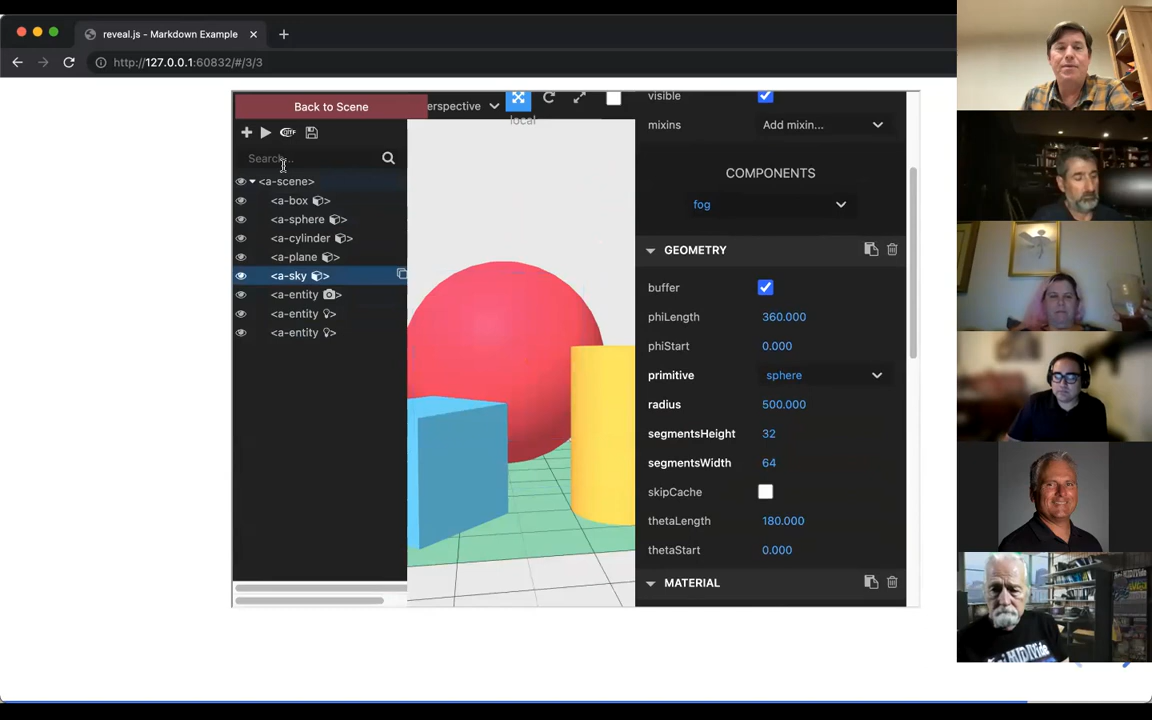 reveal.js - Markdown Example
http://127.0.0.1:60832/#/3/3
Back to Scene
erspective
local
Search...
<a-scene>
<a-box >
<a-sphere >
<a-cylinder >
<a-plane >
<a-sky >
<a-entity >
<a-entity >
<a-entity >
visible
mixins Add mixin...
COMPONENTS
fog
GEOMETRY
buffer
phiLength 360.000
phiStart 0.000
primitive sphere
radius 500.000
segmentsHeight 32
segmentsWidth 64
skipCache
thetaLength 180.000
thetaStart 0.000
MATERIAL